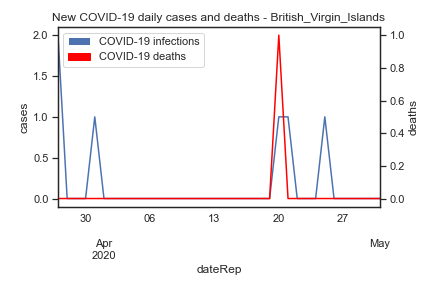 New COVID-19 daily cases and deaths - British_Virgin_Islands
COVID-19 infections
COVID-19 deaths
2.0
1.5
1.0
0.5
0.0
cases
1.0
0.8
0.6
0.4
0.2
0.0
deaths
30 06 13 20 27
Apr May
2020
dateRep